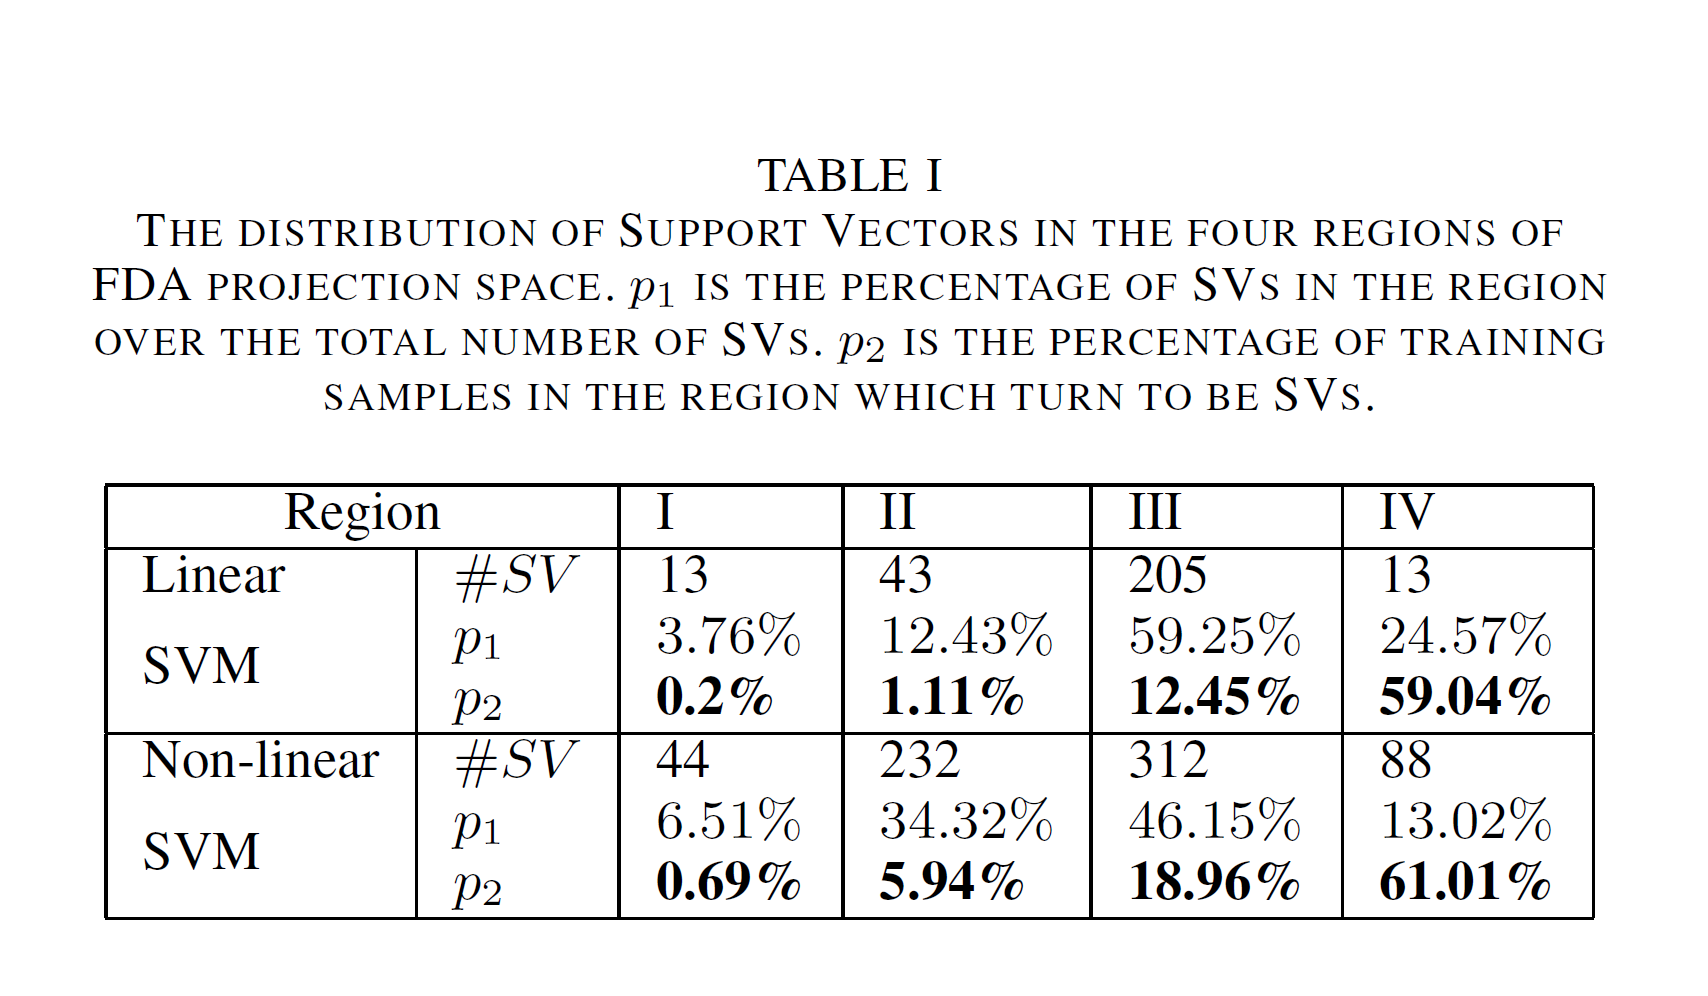 TABLE I
THE DISTRIBUTION OF SUPPORT VECTORS IN THE FOUR REGIONS OF
FDA PROJECTION SPACE. p1 IS THE PERCENTAGE OF SVS IN THE REGION
OVER THE TOTAL NUMBER OF SVS. p2 IS THE PERCENTAGE OF TRAINING
SAMPLES IN THE REGION WHICH TURN TO BE SVS.
Region I II III IV
Linear #SV 13 43 205 13
p1 3.76% 12.43% 59.25% 24.57%
SVM
p2 0.2% 1.11% 12.45% 59.04%
Non-linear #SV 44 232 312 88
p1 6.51% 34.32% 46.15% 13.02%
SVM
p2 0.69% 5.94% 18.96% 61.01%